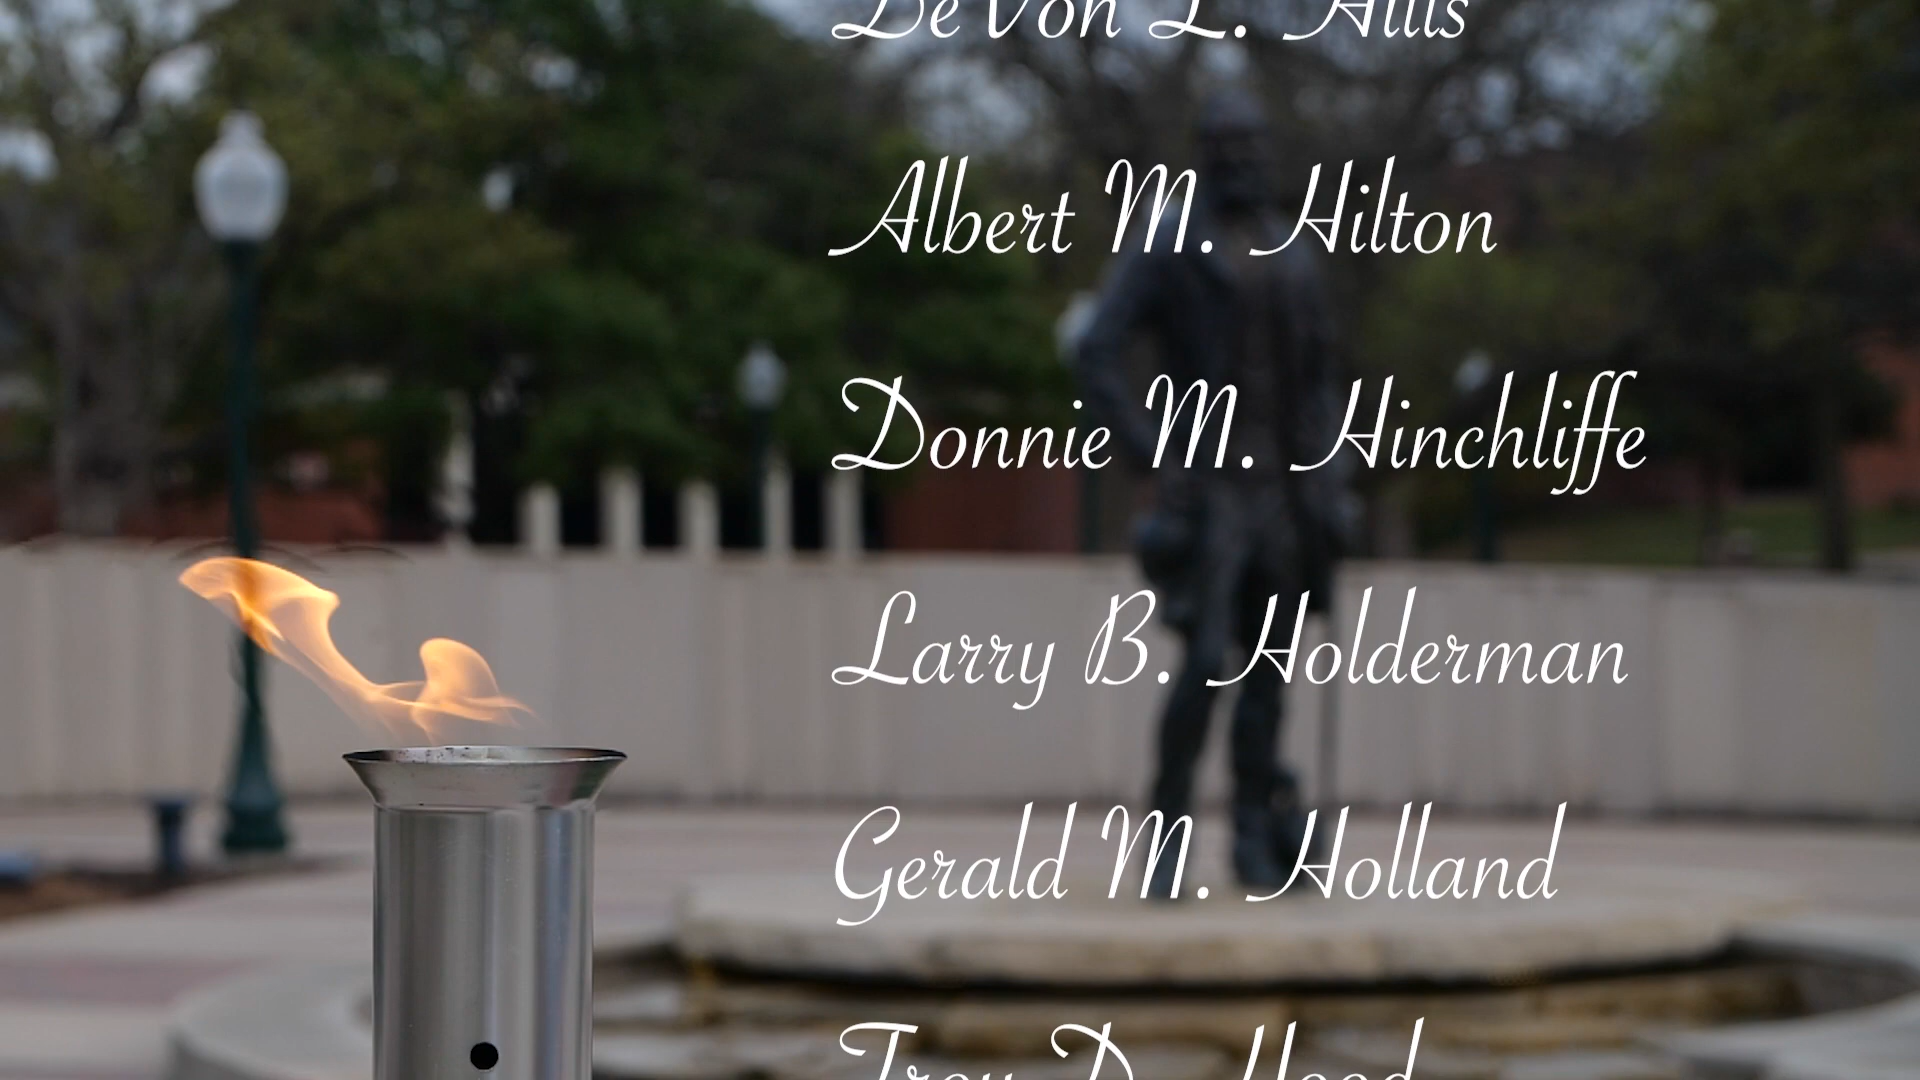 Albert M. Hilton
Donnie M. Hinchliffe
Larry B. Holderman
Gerald M. Holland